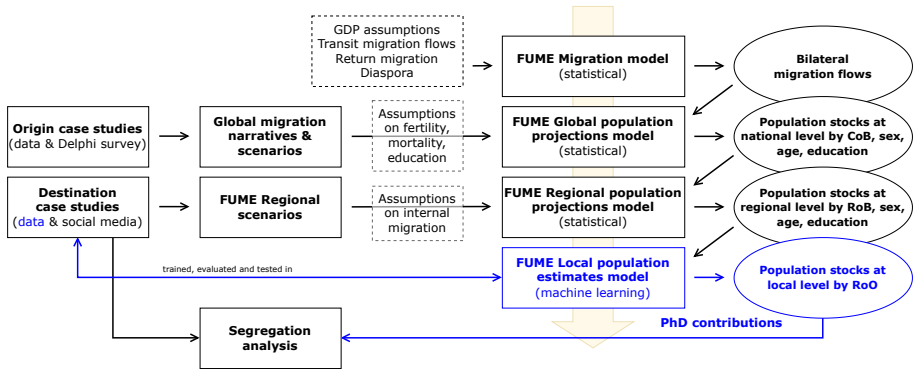 GDP assumptions
Transit migration flows
Return migration
Diaspora
FUME Migration model
(statistical)
Bilateral
migration flows
Origin case studies
(data & Delphi survey)
Global migration
narratives &
scenarios
Assumptions
on fertility,
mortality,
education
FUME Global population
projections model
(statistical)
Population stocks at
national level by CoB, sex,
age, education
Destination
case studies
(data & social media)
FUME Regional
scenarios
Assumptions
on internal
migration
FUME Regional population
projections model
(statistical)
Population stocks at
regional level by RoB, sex,
age, education
trained, evaluated and tested in
FUME Local population
estimates model
(machine learning)
Population stocks at
local level by RoO
PhD contributions
Segregation
analysis